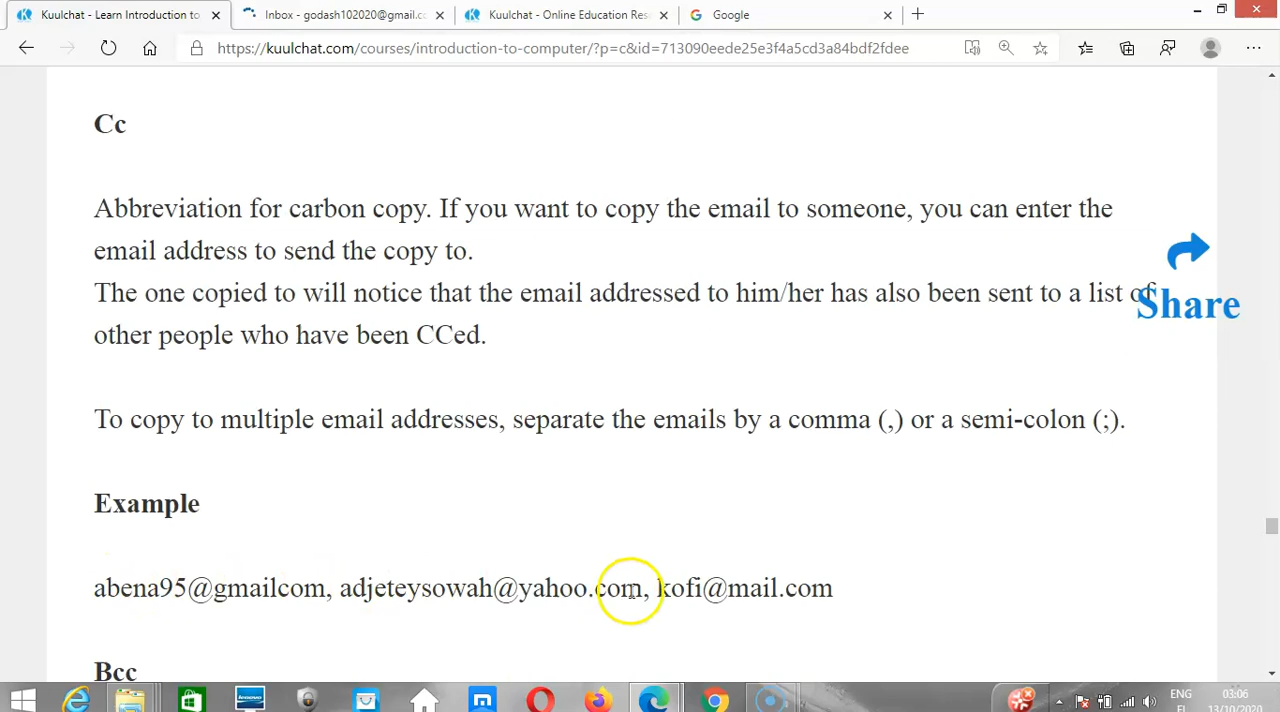 Kuulchat - Learn Introduction to
Inbox - godash102020@gmail.c
Kuulchat - Online Education Res
Google
https://kuulchat.com/courses/introduction-to-computer/?p=c&id=713090eede25e3f4a5cd3a84bdf2fdee
Cc
Abbreviation for carbon copy. If you want to copy the email to someone, you can enter the
email address to send the copy to.
The one copied to will notice that the email addressed to him/her has also been sent to a list of
other people who have been CCed.
Share
To copy to multiple email addresses, separate the emails by a comma (,) or a semi-colon (;).
Example
abena95@gmailcom, adjeteysowah@yahoo.com, kofi@mail.com
Bcc
ENG
03:06
13/10/2020